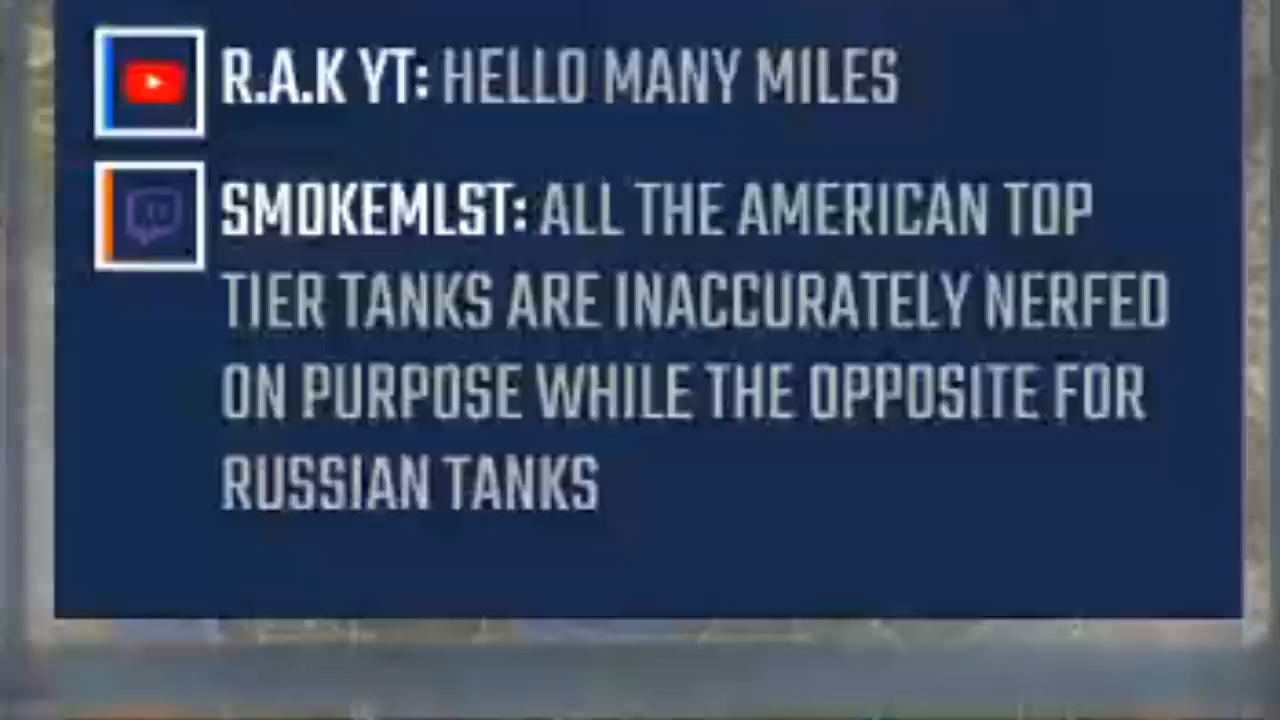 R.A.K YT: HELLO MANY MILES
SMOKEMLST: ALL THE AMERICAN TOP
TIER TANKS ARE INACCURATELY NERFED
ON PURPOSE WHILE THE OPPOSITE FOR
RUSSIAN TANKS